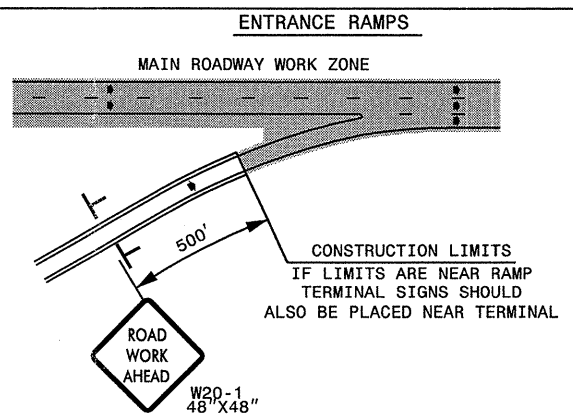 ENTRANCE RAMPS
MAIN ROADWAY WORK ZONE
500'
CONSTRUCTION LIMITS
IF LIMITS ARE NEAR RAMP
TERMINAL SIGNS SHOULD
ALSO BE PLACED NEAR TERMINAL
ROAD
WORK
AHEAD
W20-1
48"X48"